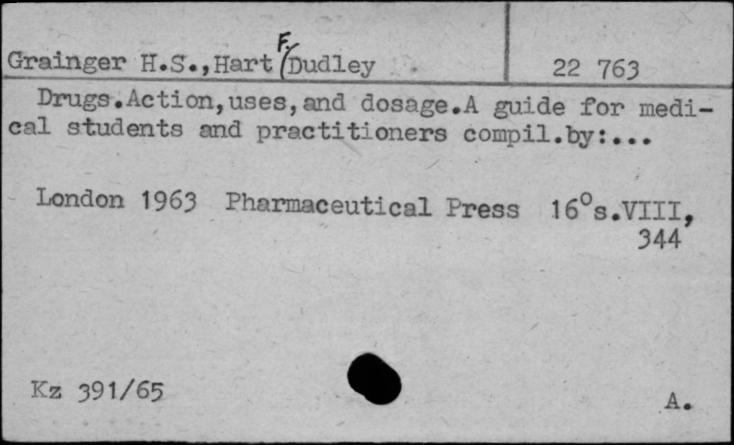 Grainger H.S.,Hart F. Dudley
22 763
Drugs.Action,uses,and dosage.A guide for medi-
cal students and practitioners compil.by:...
London 1963 Pharmaceutical Press 16°s.VIII,
344
Kz 391/65
A.